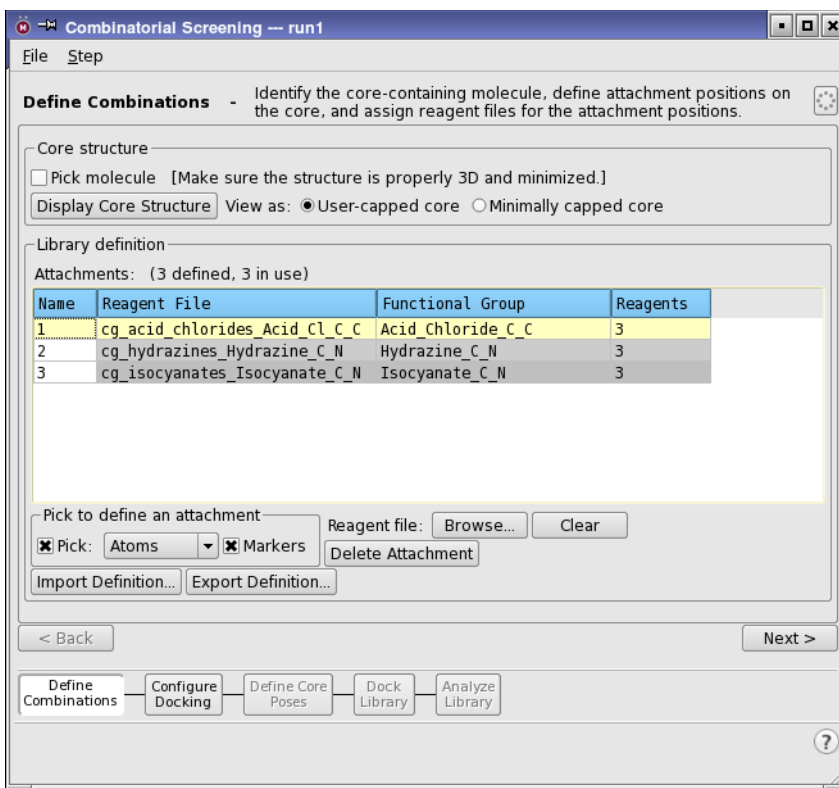 Combinatorial Screening --- run1
File Step
Define Combinations - Identify the core-containing molecule, define attachment positions on
the core, and assign reagent files for the attachment positions.
Core structure
Pick molecule [Make sure the structure is properly 3D and minimized.]
Display Core Structure View as: User-capped core Minimally capped core
Library definition
Attachments: (3 defined, 3 in use)
Name Reagent File Functional Group Reagents
1 cg_acid_chlorides_Acid_Cl_C_C Acid_Chloride_C_C 3
2 cg_hydrazines_Hydrazine_C_N Hydrazine_C_N 3
3 cg_isocyanates_Isocyanate_C_N Isocyanate_C_N 3
Pick to define an attachment
Reagent file: Browse... Clear
Pick: Atoms Markers
Delete Attachment
Import Definition... Export Definition...
< Back Next >
Define Combinations
Configure Docking
Define Core Poses
Dock Library
Analyze Library
?